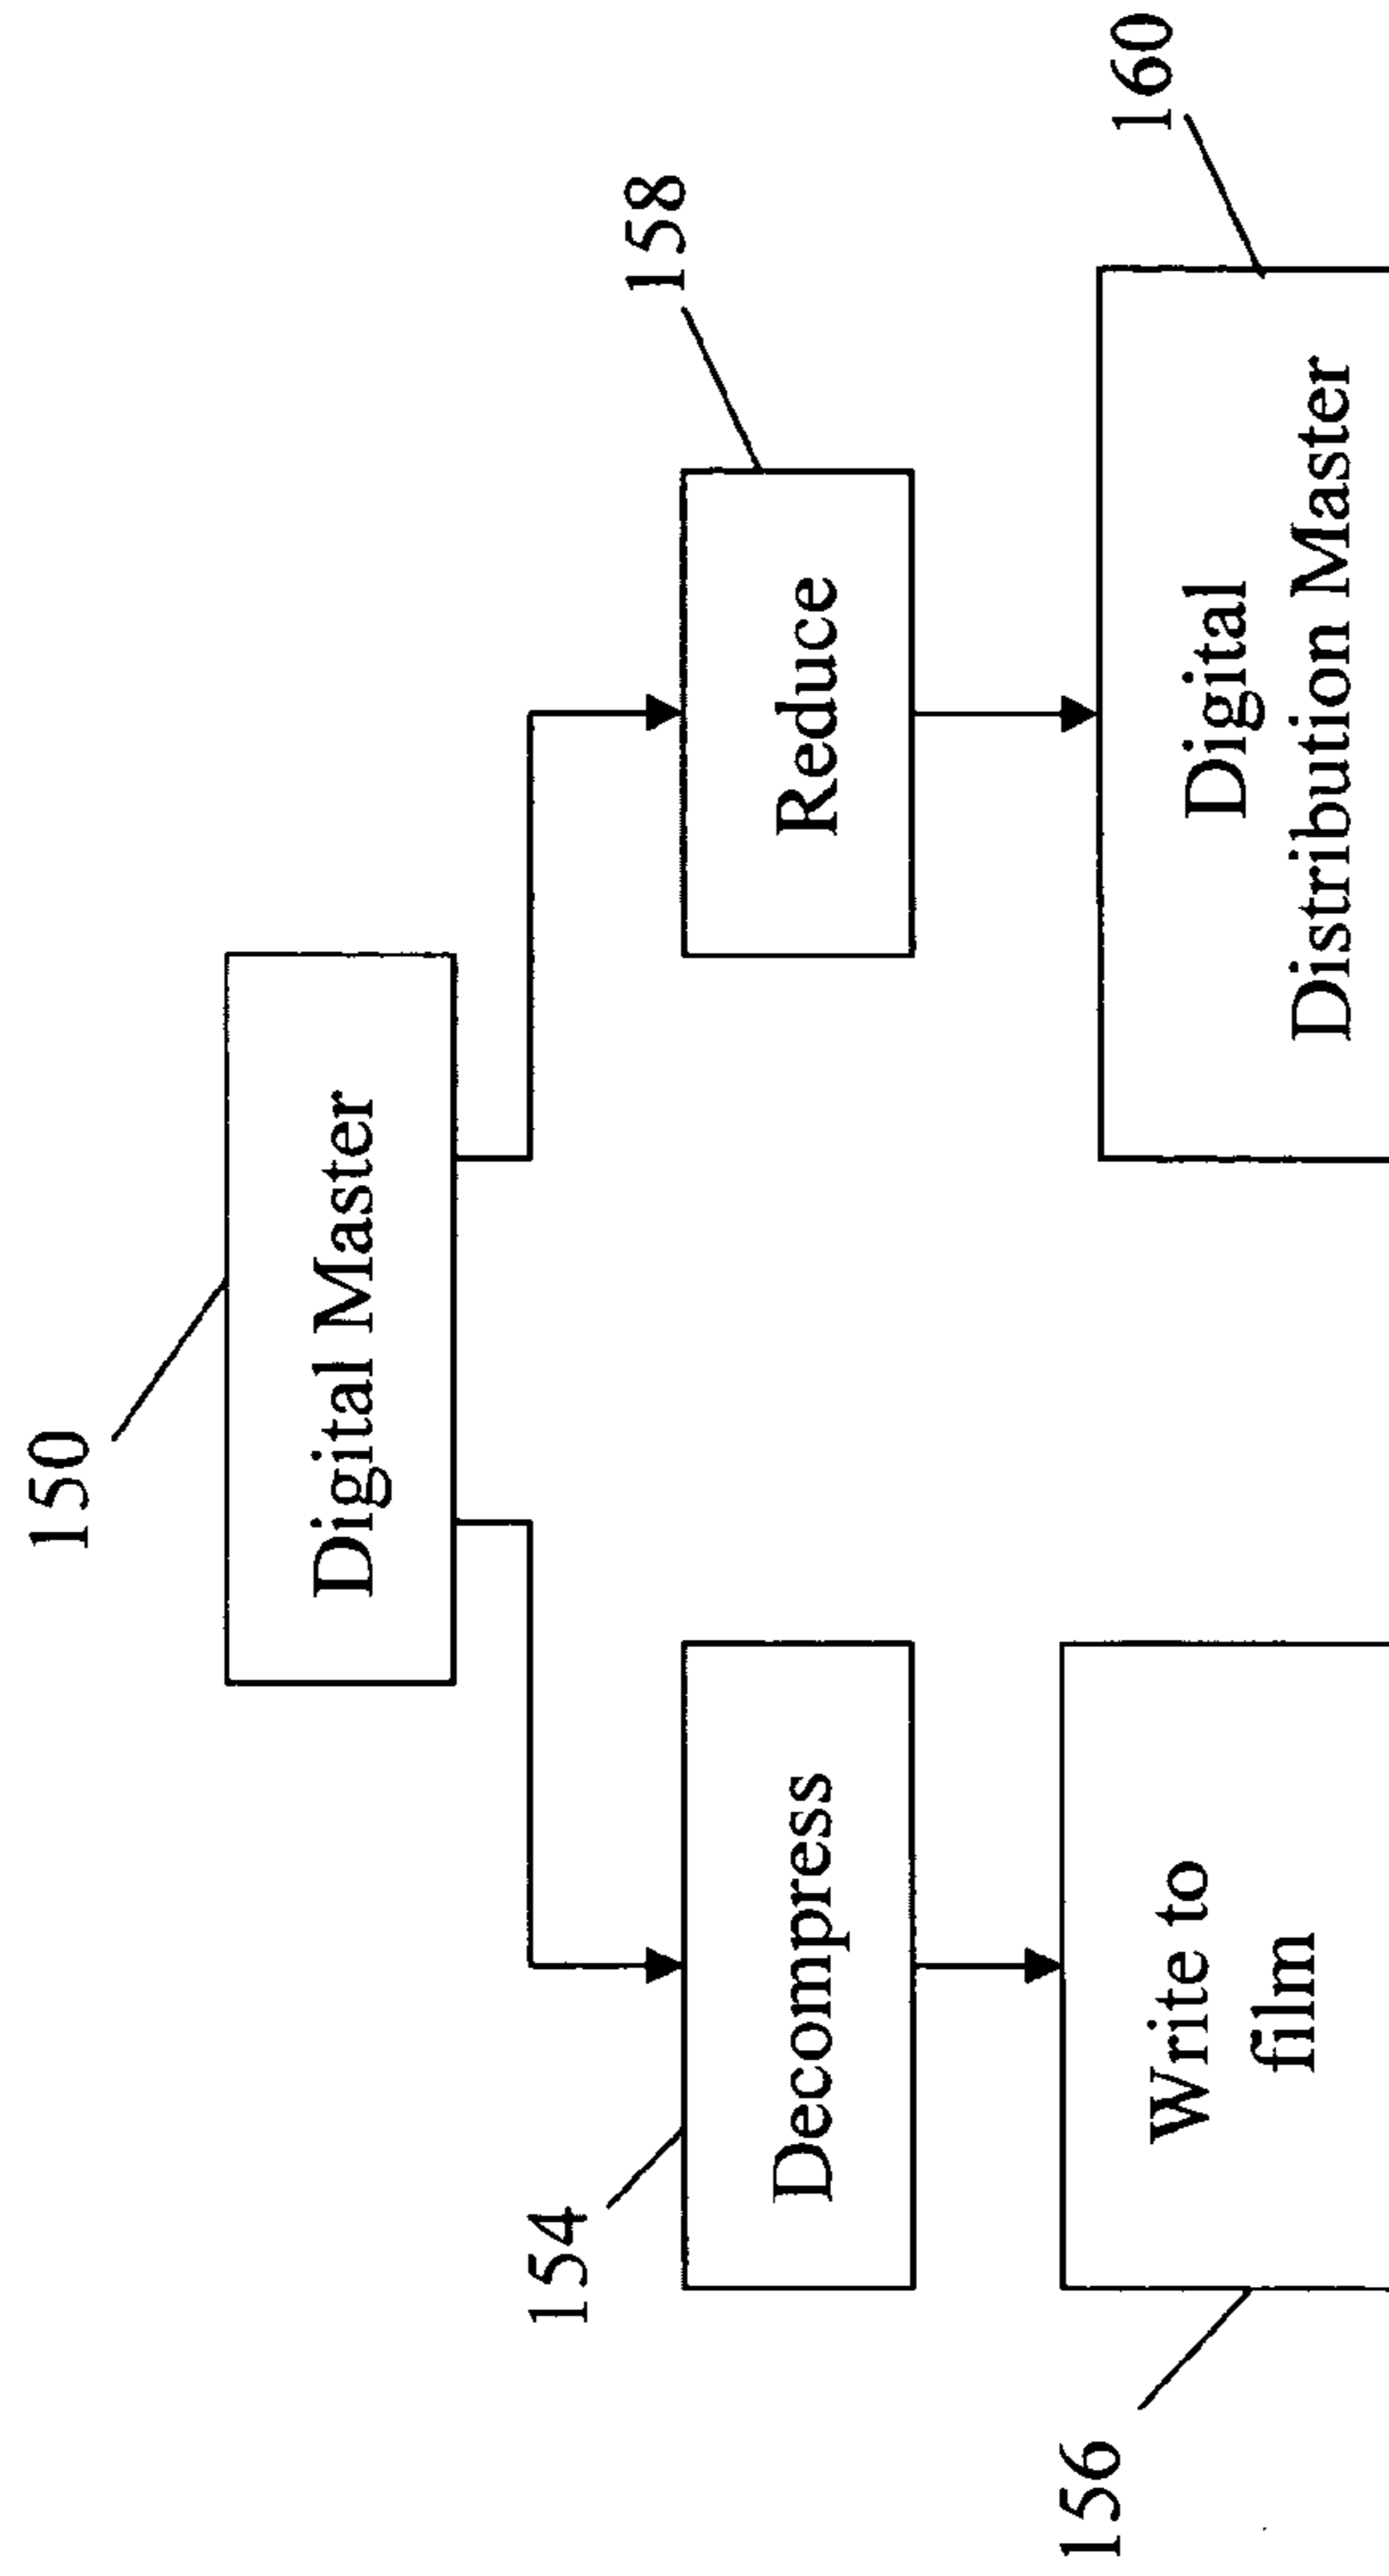 150
Digital Master
154
Decompress
158
Reduce
156
Write to
film
160
Digital
Distribution Master